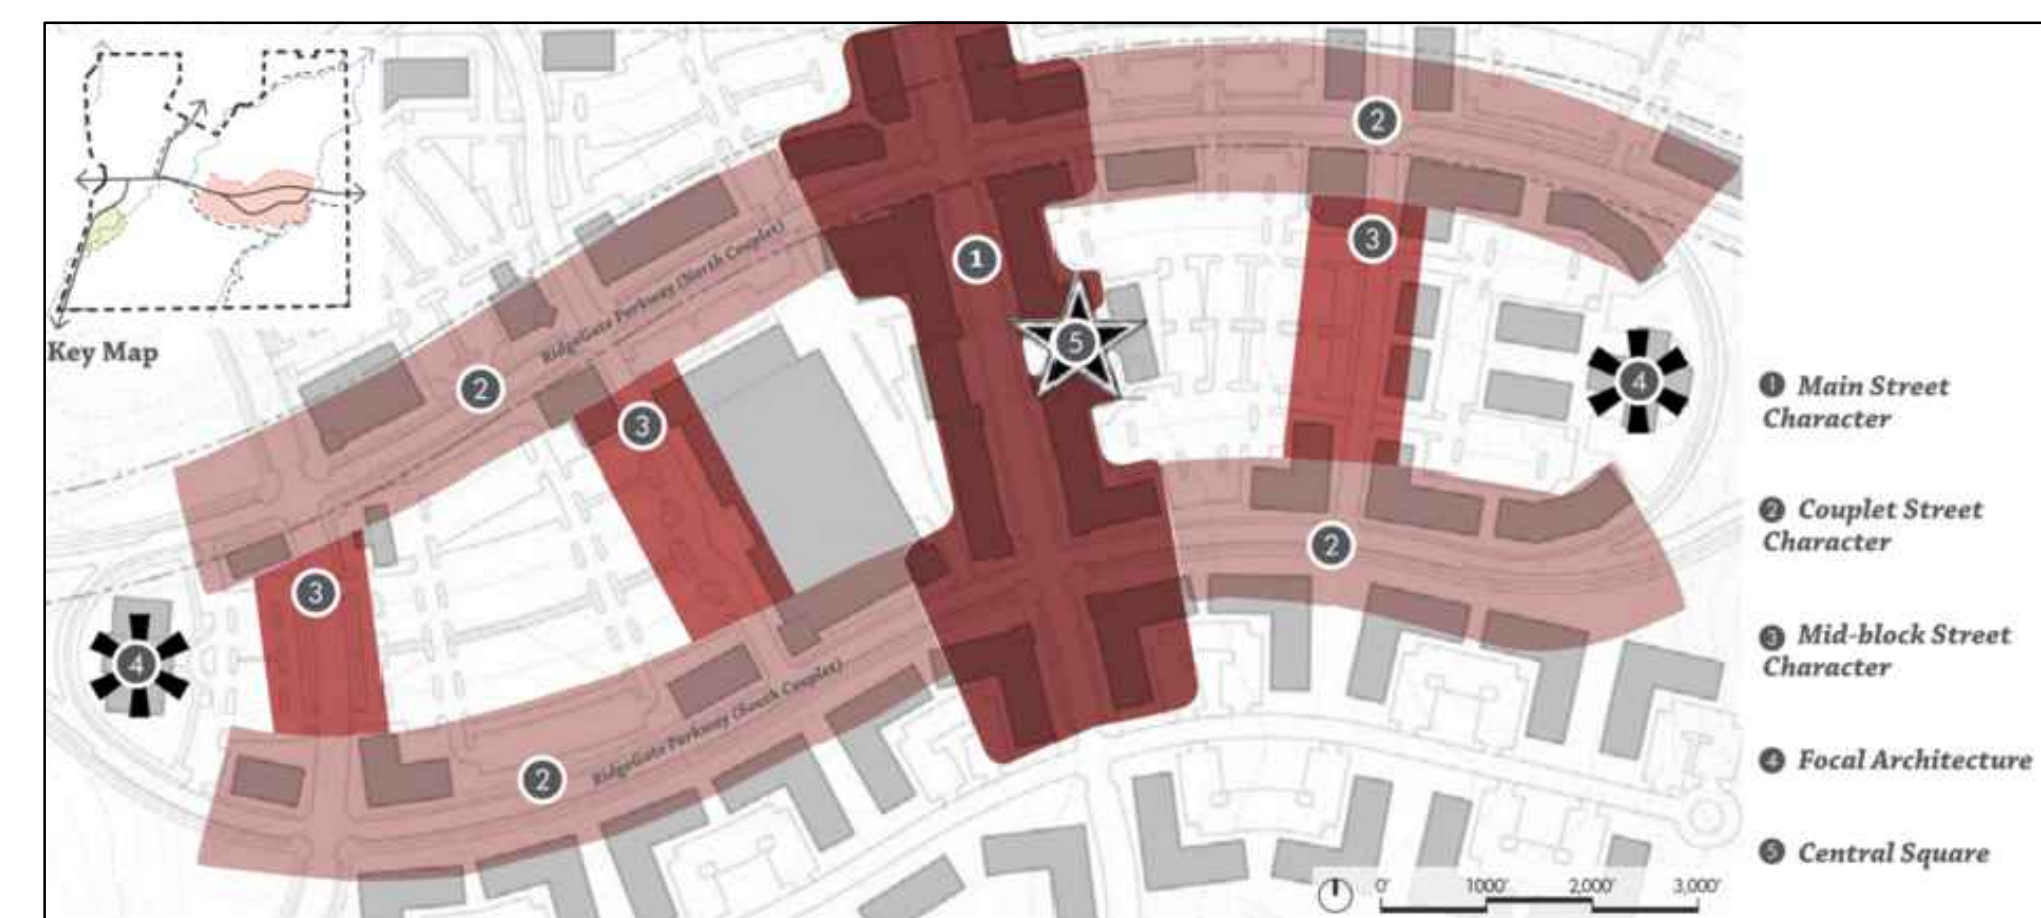 Key Map
2
2
3
1
RidgeGate Parkway (North Couplet)
5
2
3
4
3
4
2
RidgeGate Parkway (South Couplet)
2
3
1 Main Street
Character
2 Couplet Street
Character
3 Mid-block Street
Character
4 Focal Architecture
5 Central Square
0' 1000' 2,000' 3,000'